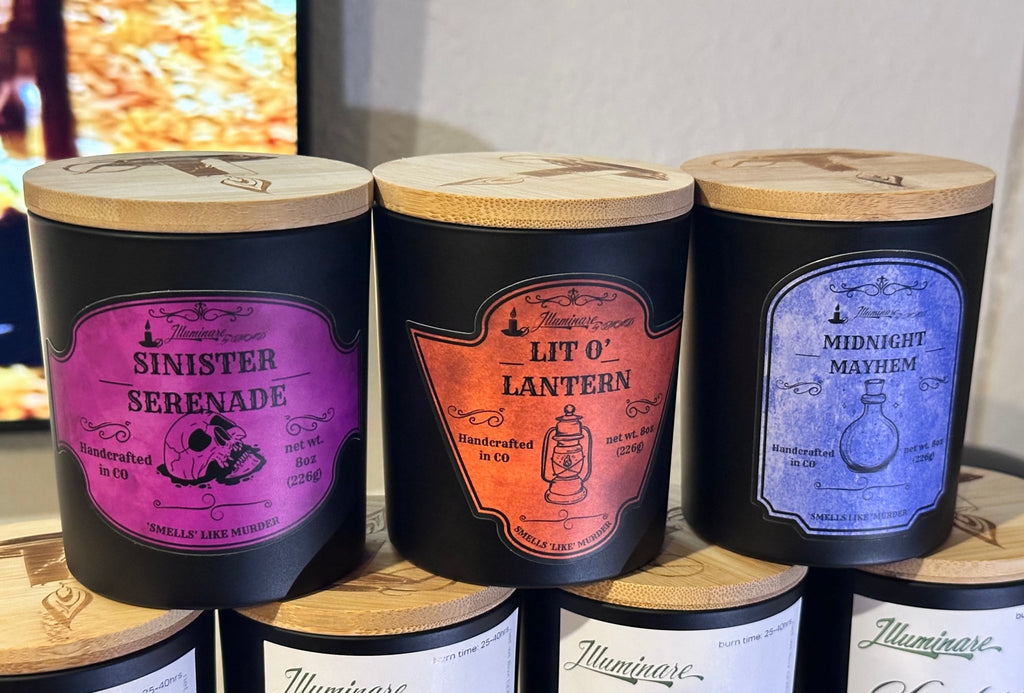 Illuminare
SINISTER
SERENADE
Handcrafted
in CO
net wt.
8oz
(226g)
'SMELLS' LIKE MURDER
Illuminare
LIT O'
LANTERN
Handcrafted
in CO
net wt. 8oz
(226g)
SMELLS 'LIKE' MURDER
Illuminare
MIDNIGHT
MAYHEM
Handcrafted
in CO
net wt. 8oz
(226g)
'SMELLS LIKE' MURDER
25-40hrs.
burn time: 25-40hrs.
Illuminare
burn time: 25-40hrs.
Illuminare
Illuminare